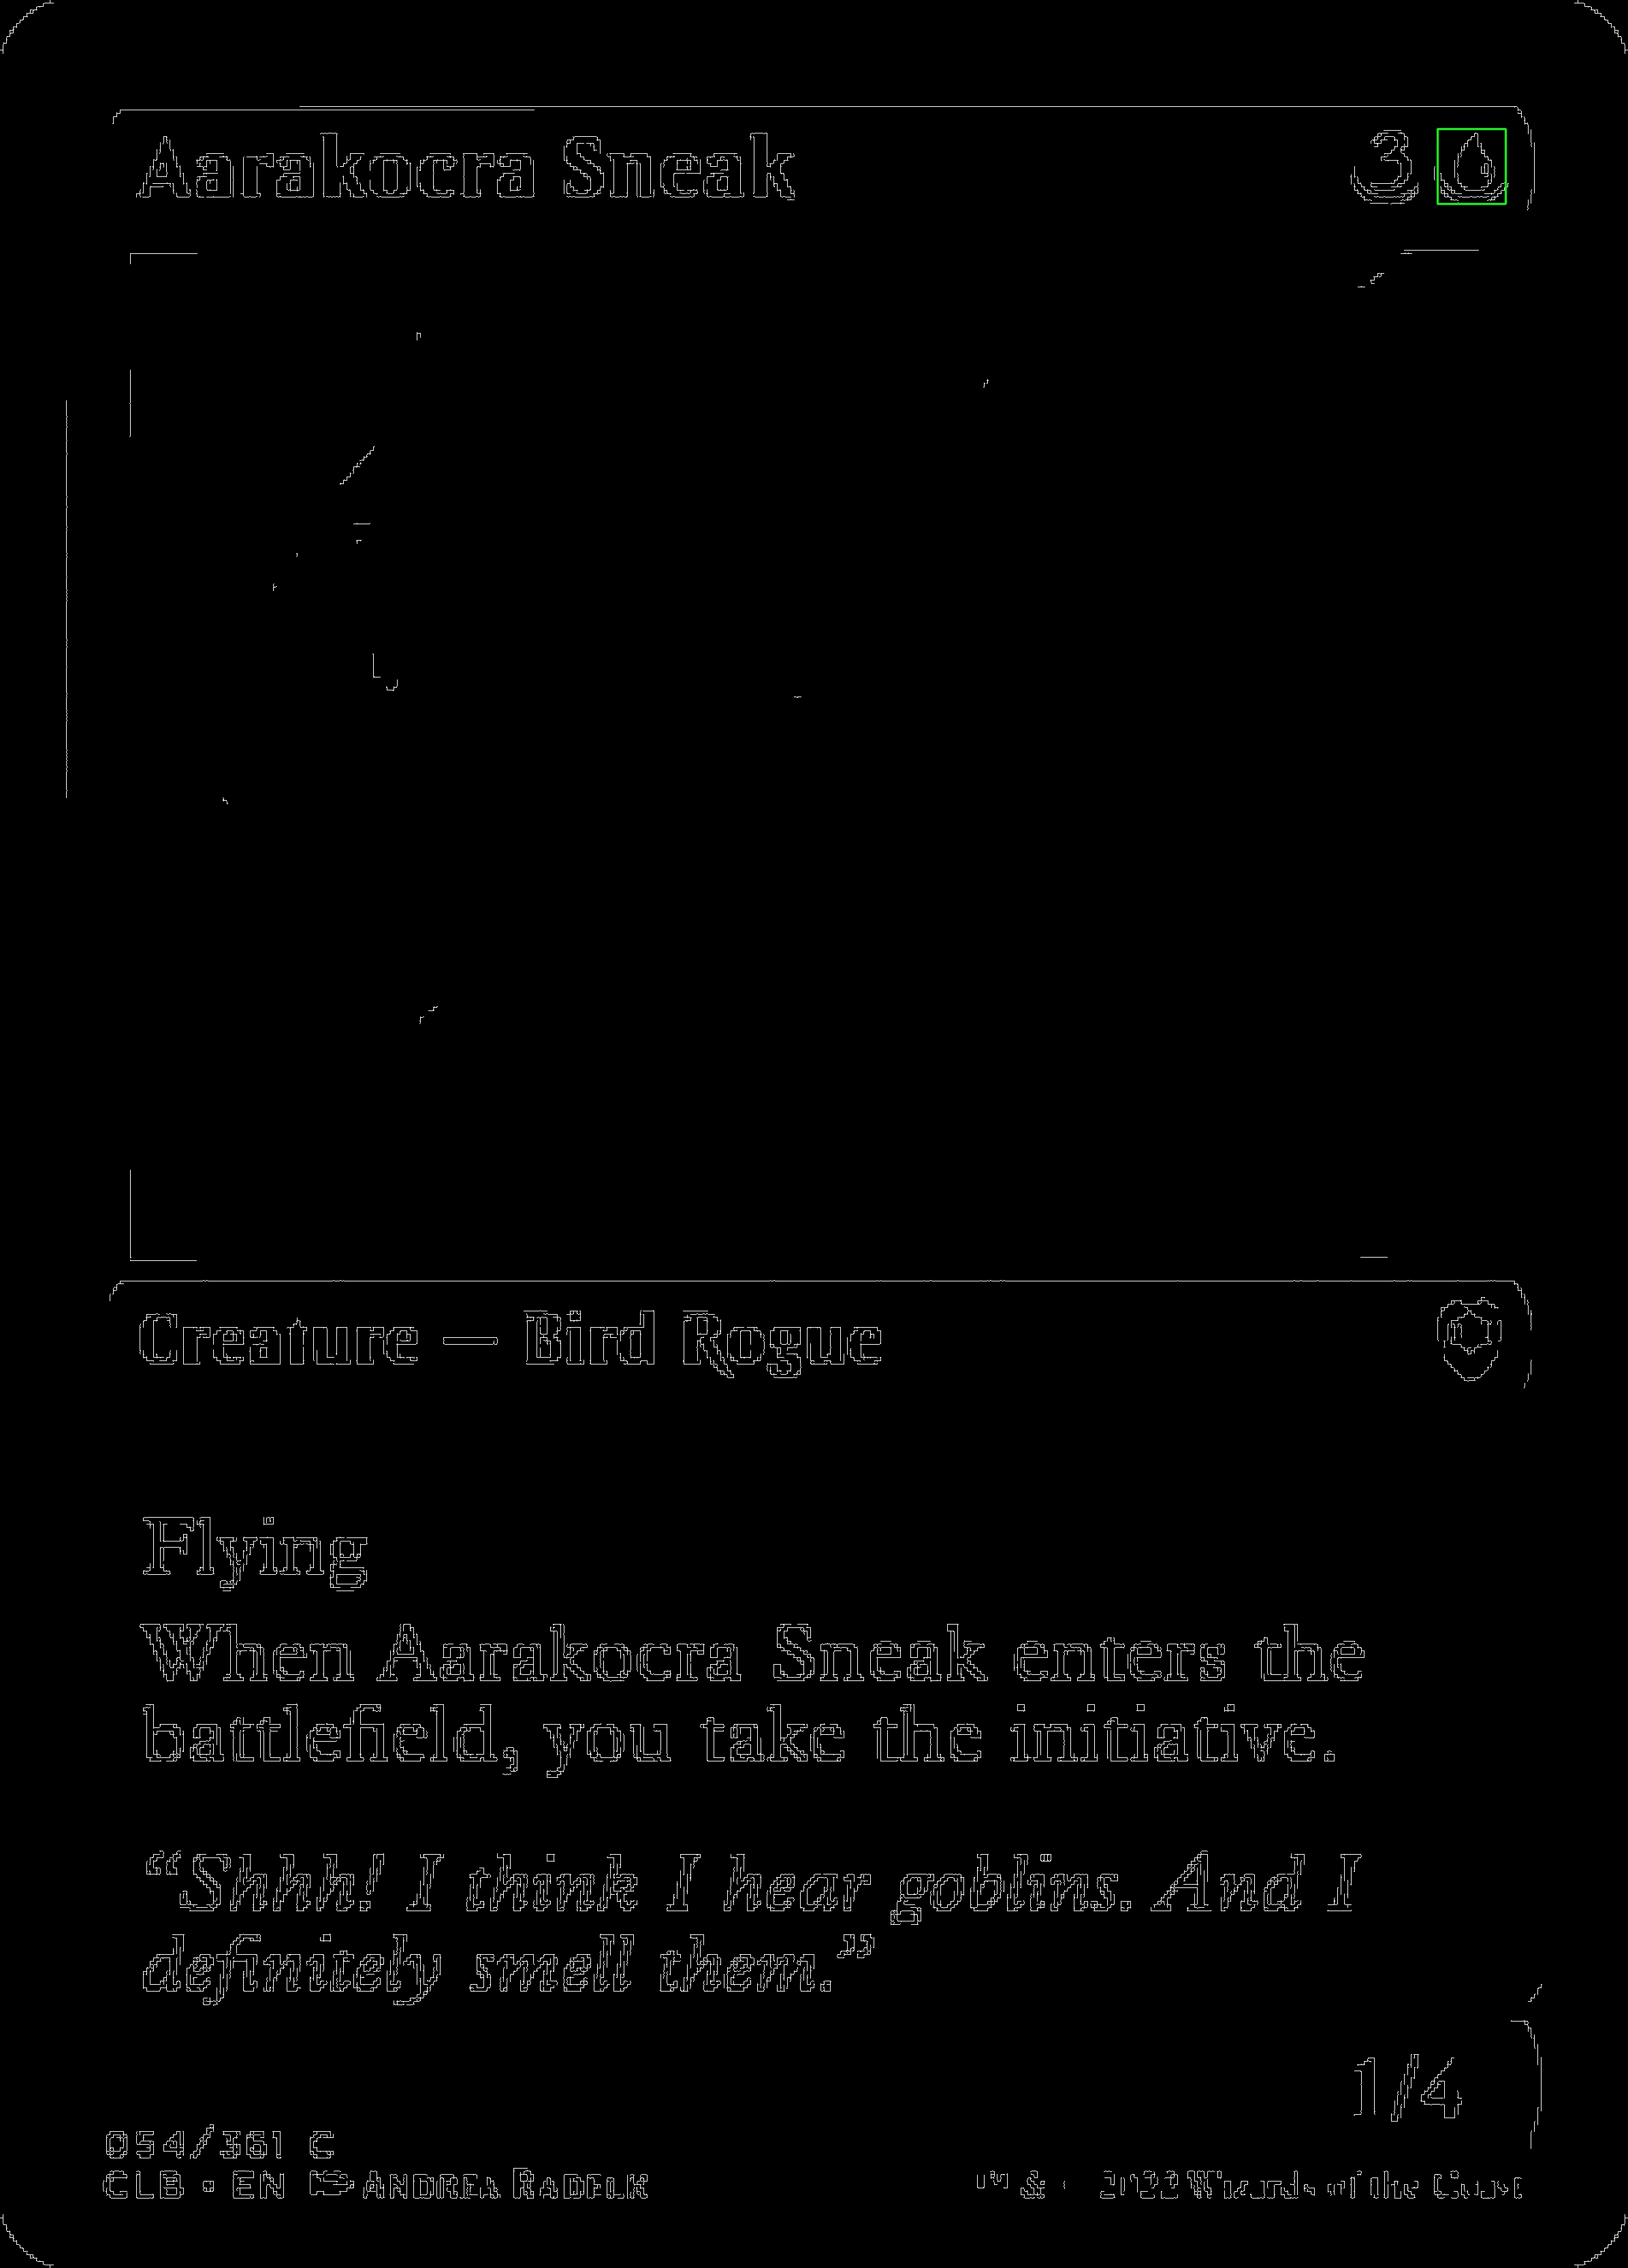 Aarakocra Sneak 3
Creature — Bird Rogue
Flying
When Aarakocra Sneak enters the
battlefield, you take the initiative.
“Shhh! I think I hear goblins. And I
definitely smell them.”
1/4
054/361 C
CLB • EN ANDREA RADECK
& 2022 Wizards of the Coast